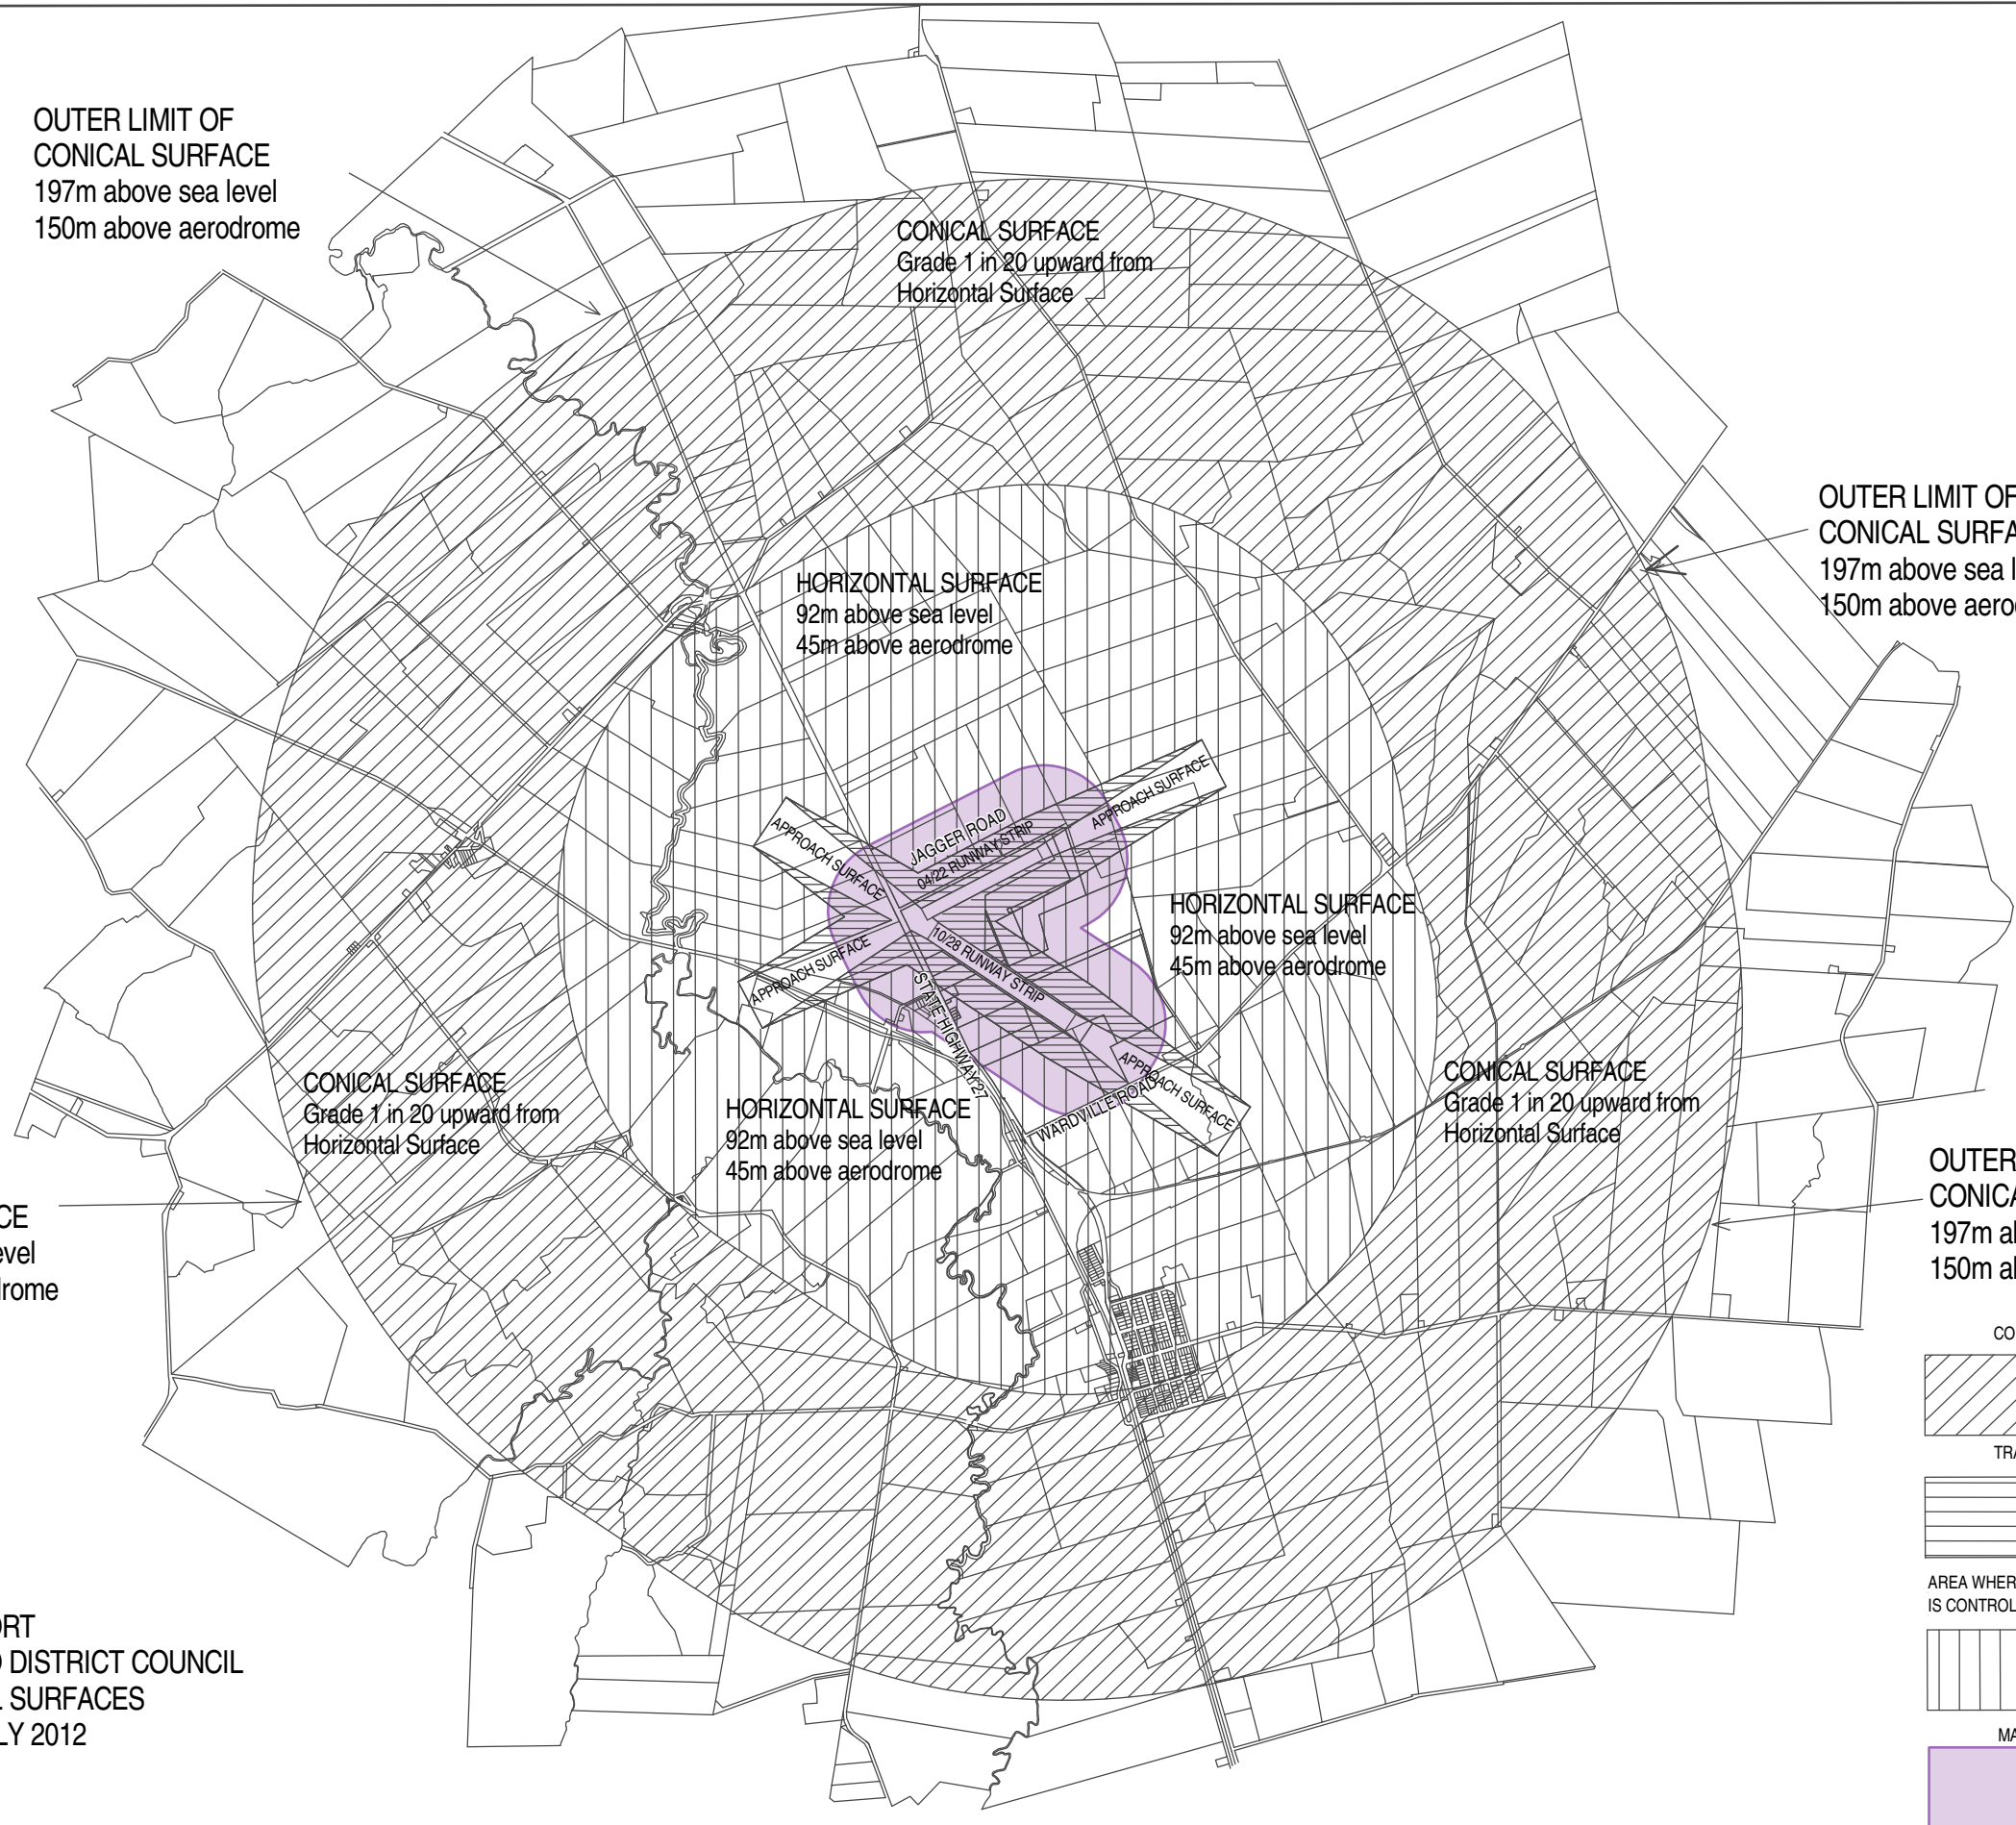 OUTER LIMIT OF
CONICAL SURFACE
197m above sea level
150m above aerodrome
CONICAL SURFACE
Grade 1 in 20 upward from
Horizontal Surface
OUTER LIMIT OF
CONICAL SURFA
197m above sea l
150m above aero
HORIZONTAL SURFACE
92m above sea level
45m above aerodrome
APPROACH SURFACE
JAGGER ROAD
04/22 RUNWAY STRIP
APPROACH SURFACE
HORIZONTAL SURFACE
92m above sea level
45m above aerodrome
APPROACH SURFACE
10/28 RUNWAY STRIP
STATE HIGHWAY 27
APPROACH SURFACE
WARDVILLE ROAD
CONICAL SURFACE
Grade 1 in 20 upward from
Horizontal Surface
HORIZONTAL SURFACE
92m above sea level
45m above aerodrome
CONICAL SURFACE
Grade 1 in 20 upward from
Horizontal Surface
CE
evel
drome
OUTER
CONICA
197m a
150m a
CO
TRA
AREA WHER
IS CONTROL
MA
ORT
DISTRICT COUNCIL
SURFACES
LY 2012